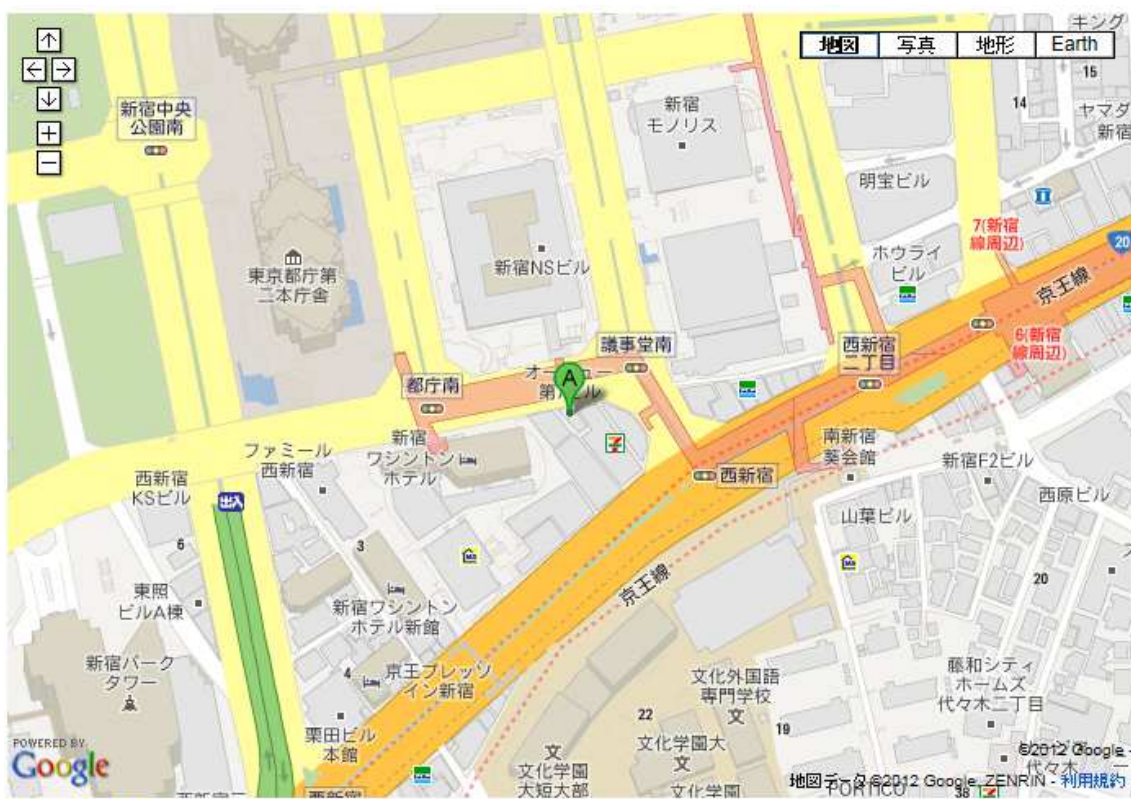 キング
地図 写真 地形 Earth
15
14
新宿中央
公園南
新宿
モノリス
ヤマダ
新宿
明宝ビル
7(新宿
線周辺)
20
東京都庁第
二本庁舎
新宿NSビル
ホウライ
ビル
京王線
議事堂南
西新宿
二丁目
6(新宿
線周辺)
都庁南
A
ファミール
西新宿
新宿
ワシントン
ホテル
西新宿
南新宿
葵会館
新宿F2ビル
西新宿
KSビル
出入
西原ビル
山葉ビル
6
3
京王線
20
東照
ビルA棟
新宿ワシントン
ホテル新館
新宿パーク
タワー
4
京王プレッソ
イン新宿
文化外国語
専門学校
文
藤和シティ
ホームズ
代々木二丁目
22
19
栗田ビル
本館
文化学園大
文
POWERED BY
Google
文
文化学園
大短大部
文化学園
代々木
©2012 Google -
地図データ ©2012 Google, ZENRIN - 利用規約
PORTICO
38
西新宿